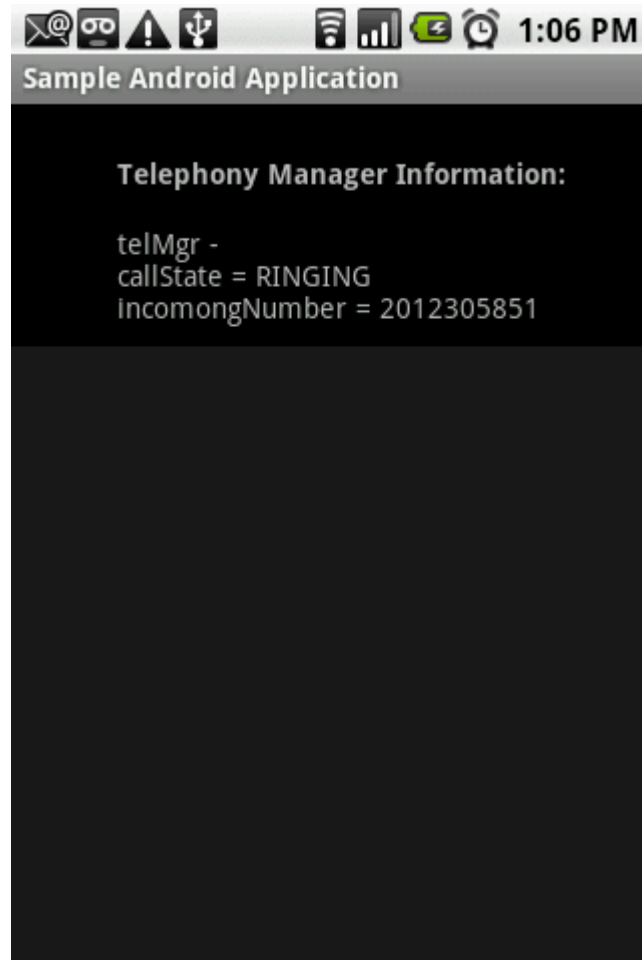 1:06 PM
Sample Android Application
Telephony Manager Information:
telMgr -
callState = RINGING
incomongNumber = 2012305851